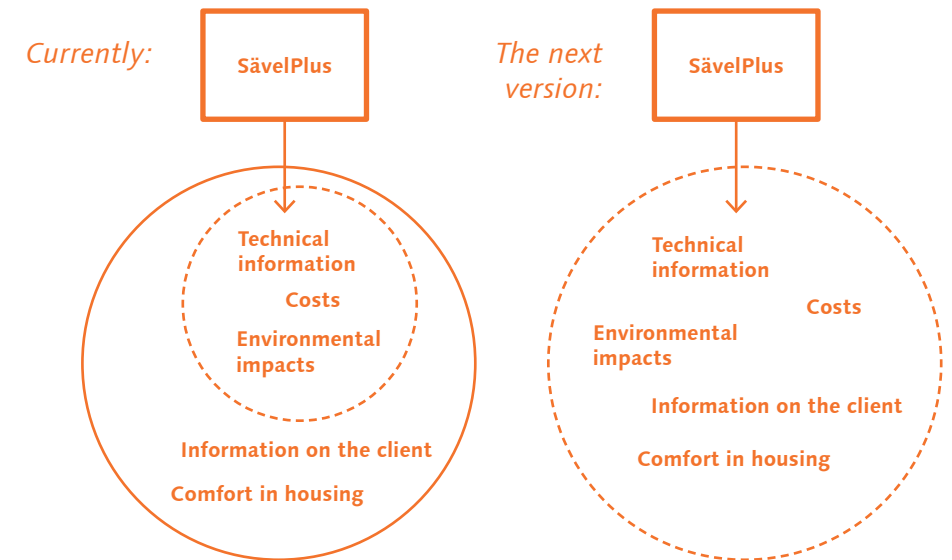 Currently:
SävelPlus
Technical
information
Costs
Environmental
impacts
Information on the client
Comfort in housing
The next
version:
SävelPlus
Technical
information
Costs
Environmental
impacts
Information on the client
Comfort in housing